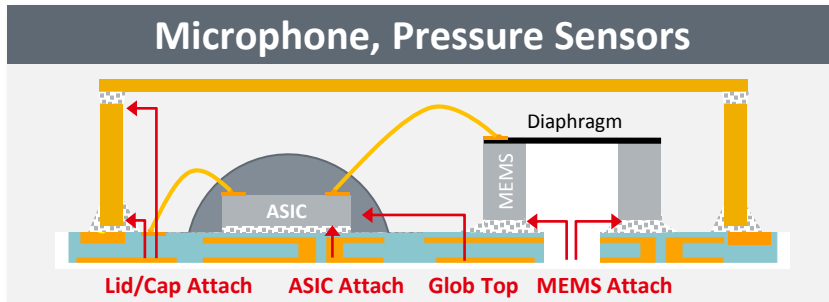 Microphone, Pressure Sensors
Diaphragm
MEMS
ASIC
Lid/Cap Attach
ASIC Attach
Glob Top
MEMS Attach